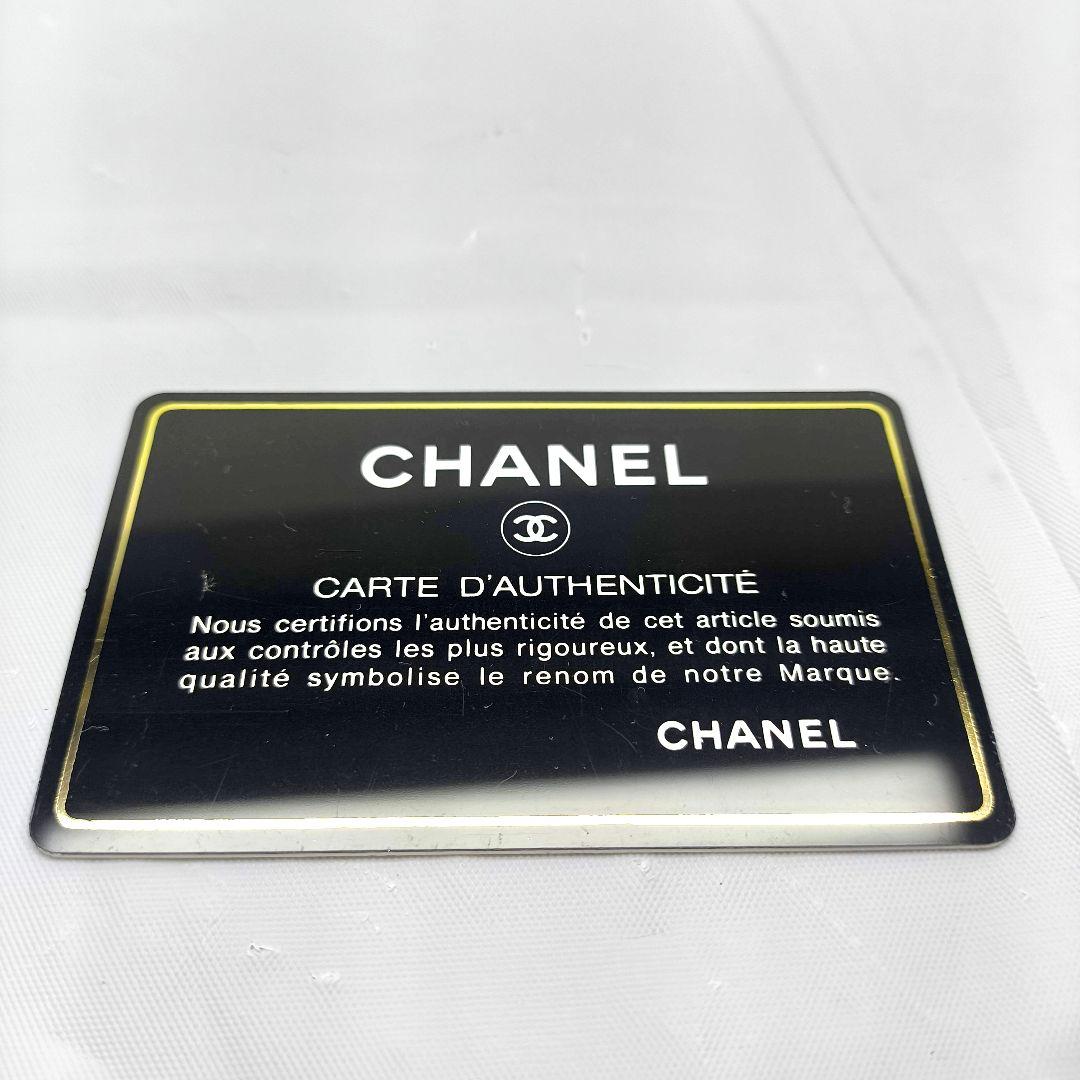 CHANEL
CARTE D'AUTHENTICITÉ
Nous certifions l'authenticité de cet article soumis
aux contrôles les plus rigoureux, et dont la haute
qualité symbolise le renom de notre Marque.
CHANEL